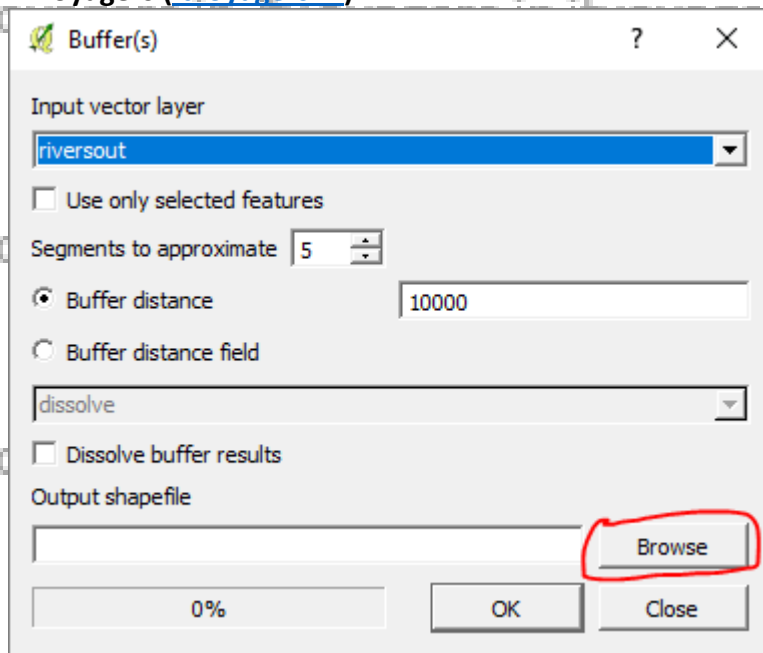 Buffer(s) ? ×
Input vector layer
riversout
Use only selected features
Segments to approximate 5
Buffer distance 10000
Buffer distance field
dissolve
Dissolve buffer results
Output shapefile
Browse
0% OK Close